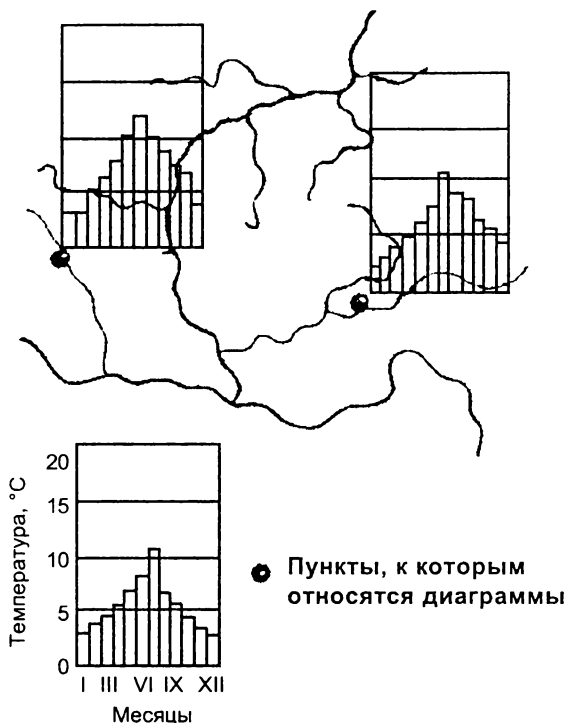 20
15
10
5
0
Температура, °С
I III VI IX XII
Месяцы
Пункты, к которым
относятся диаграммы